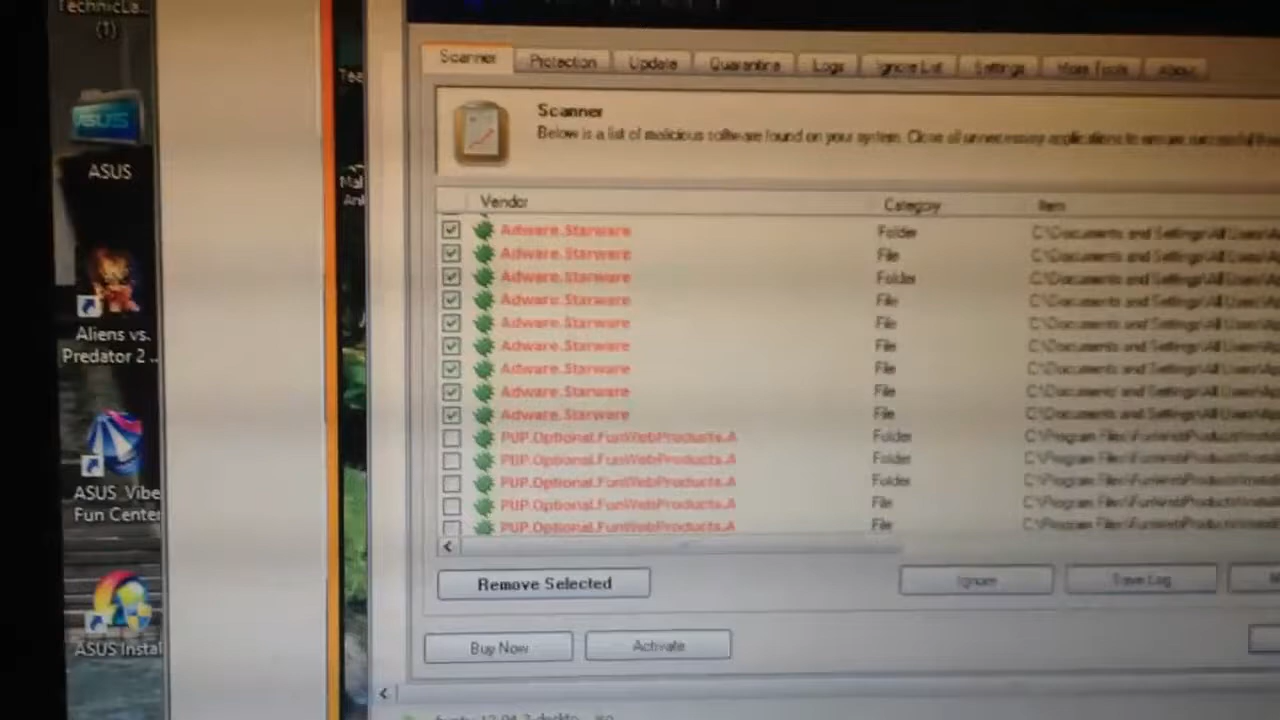 TechnicLa...
(1)
ASUS
ASUS
Aliens vs.
Predator 2 ..
ASUS Vibe
Fun Center
ASUS Instal
Scanner Protection Update Quarantine Logs Ignore List Settings More Tools About
Scanner
Below is a list of malicious software found on your system. Close all unnecessary applications to ensure successful
Vendor Category Item
Adware.Starware Folder C:\Documents and Settings\All Users\
Adware.Starware File C:\Documents and Settings\All Users\
Adware.Starware Folder C:\Documents and Settings\All Users\
Adware.Starware File C:\Documents and Settings\All Users\
Adware.Starware File C:\Documents and Settings\All Users\
Adware.Starware File C:\Documents and Settings\All Users\
Adware.Starware File C:\Documents and Settings\All Users\
Adware.Starware File C:\Documents and Settings\All Users\
Adware.Starware File C:\Documents and Settings\All Users\
PUP.Optional.FunWebProducts.A Folder C:\Program Files\FunWebProducts\
PUP.Optional.FunWebProducts.A File C:\Program Files\FunWebProducts\
PUP.Optional.FunWebProducts.A Folder C:\Program Files\FunWebProducts\
PUP.Optional.FunWebProducts.A File C:\Program Files\FunWebProducts\
PUP.Optional.FunWebProducts.A File C:\Program Files\FunWebProducts\
Remove Selected Ignore Save Log
Buy Now Activate